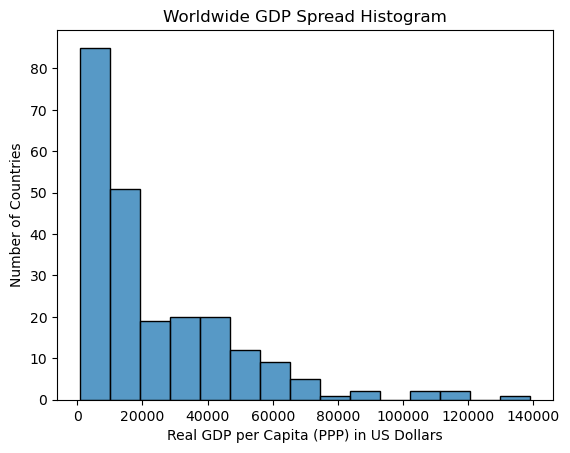 Worldwide GDP Spread Histogram
Number of Countries
80
70
60
50
40
30
20
10
0
0 20000 40000 60000 80000 100000 120000 140000
Real GDP per Capita (PPP) in US Dollars